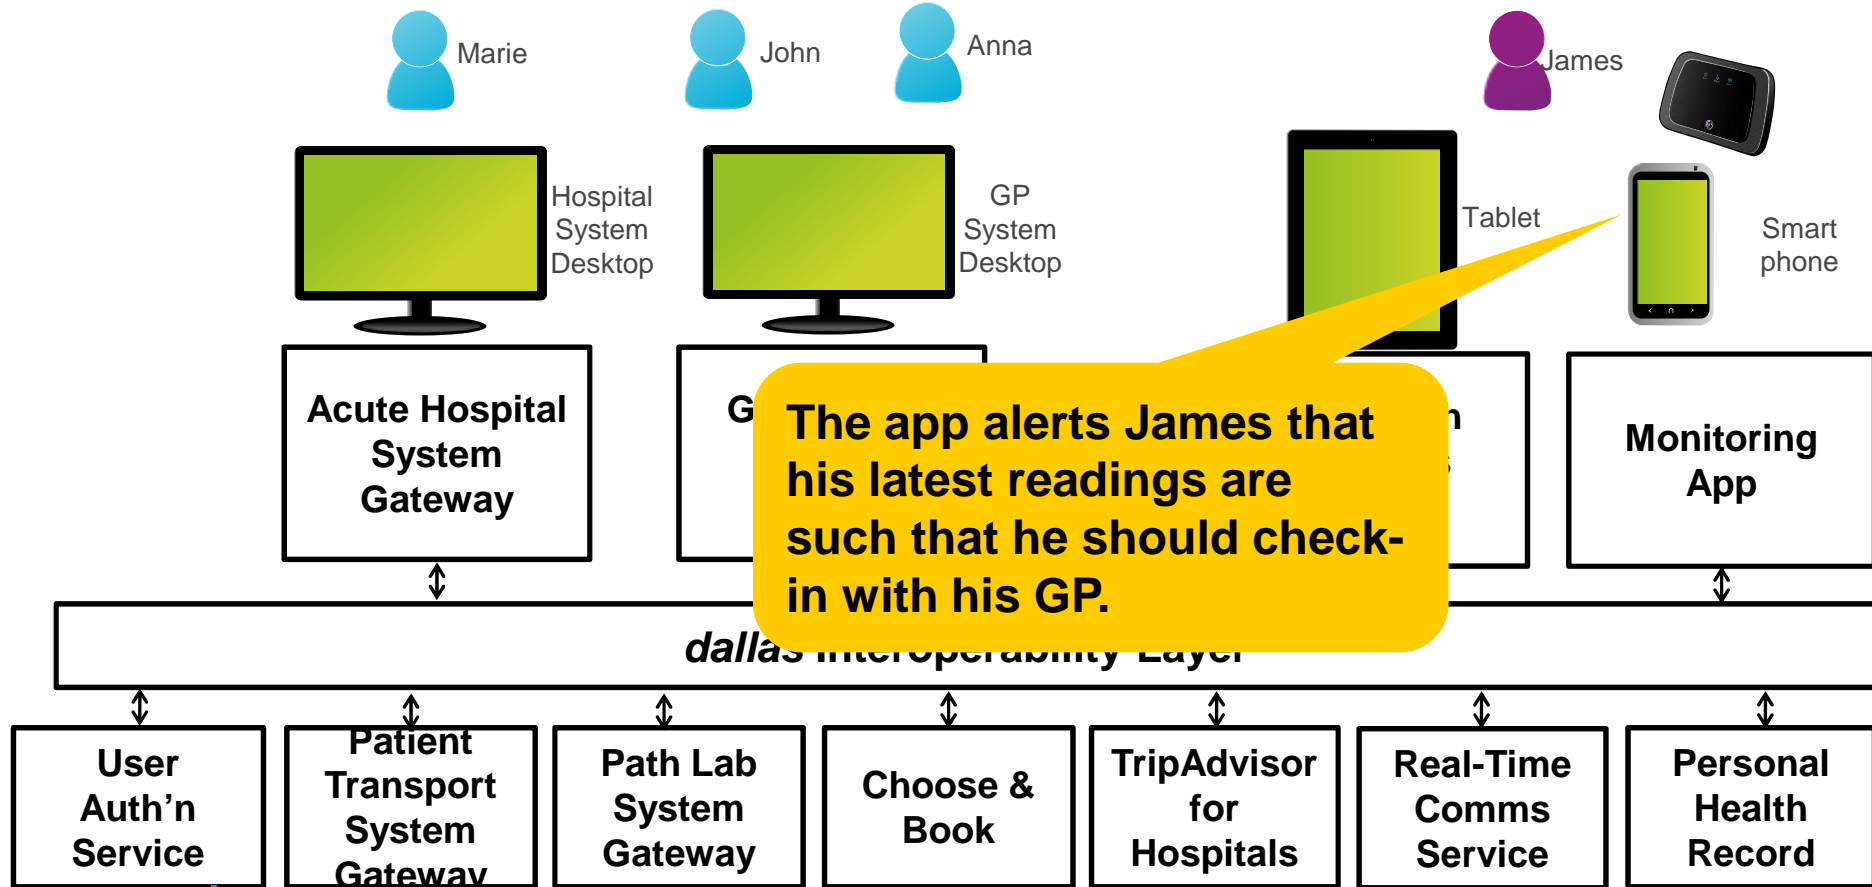 Marie
John
Anna
James
Hospital
System
Desktop
GP
System
Desktop
Tablet
Smart
phone
Acute Hospital
System
Gateway
The app alerts James that
his latest readings are
such that he should check-
in with his GP.
Monitoring
App
dallas Interoperability Layer
User
Auth'n
Service
Patient
Transport
System
Gateway
Path Lab
System
Gateway
Choose &
Book
TripAdvisor
for
Hospitals
Real-Time
Comms
Service
Personal
Health
Record